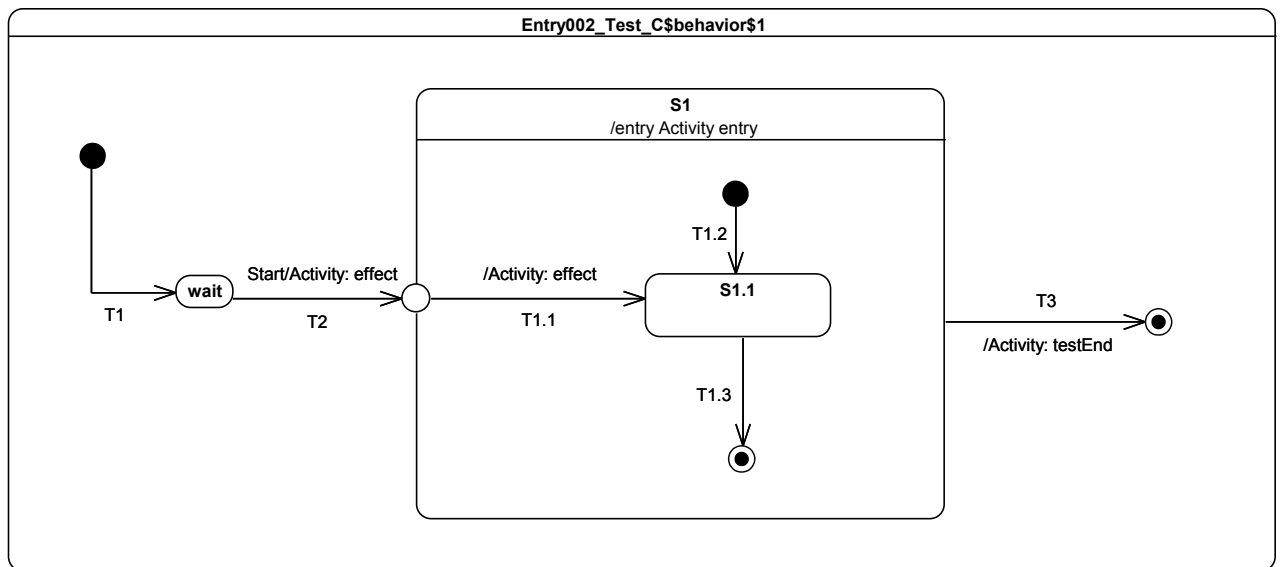 Entry002_Test_C$behavior$1
S1
/entry Activity entry
T1.2
Start/Activity: effect
/Activity: effect
wait
S1.1
T1
T2
T1.1
T3
/Activity: testEnd
T1.3